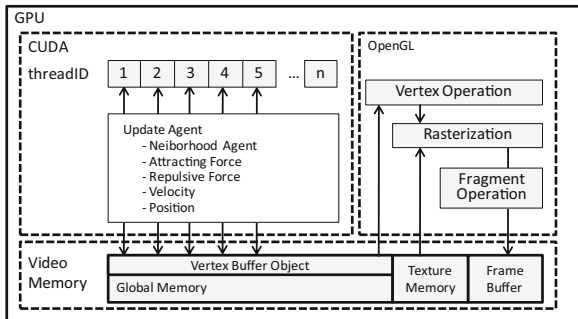 GPU
CUDA
threadID
1 2 3 4 5 ... n
Update Agent
- Neiborhood Agent
- Attracting Force
- Repulsive Force
- Velocity
- Position
OpenGL
Vertex Operation
Rasterization
Fragment
Operation
Video
Memory
Vertex Buffer Object
Global Memory
Texture
Memory
Frame
Buffer